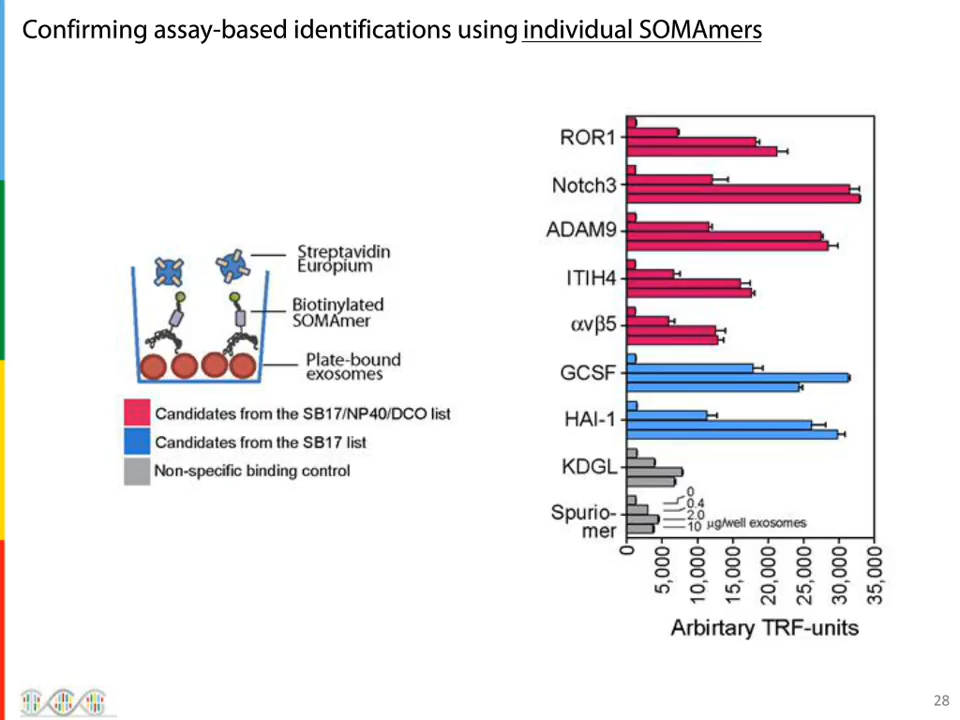 Confirming assay-based identifications using individual SOMAmers
Streptavidin
Europium
Biotinylated
SOMAmer
Plate-bound
exosomes
Candidates from the SB17/NP40/DCO list
Candidates from the SB17 list
Non-specific binding control
ROR1
Notch3
ADAM9
ITIH4
αvβ5
GCSF
HAI-1
KDGL
Spurio-
mer
0
0.4
2.0
10
μg/well exosomes
0
5,000
10,000
15,000
20,000
25,000
30,000
35,000
Arbirtary TRF-units
28